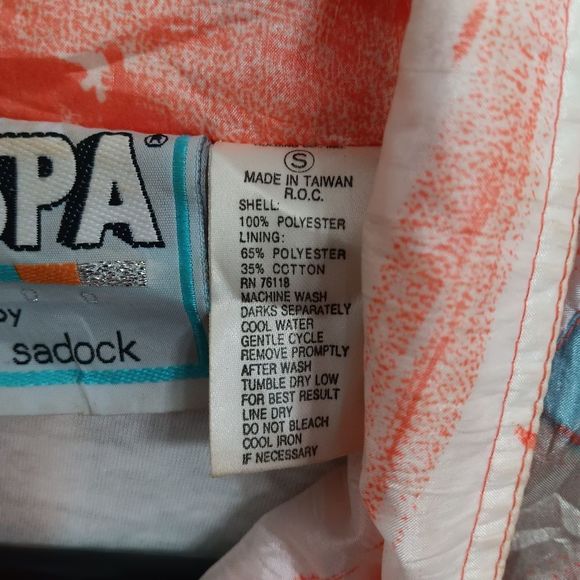 SPA®
by
sadock
S
MADE IN TAIWAN
R.O.C.
SHELL:
100% POLYESTER
LINING:
65% POLYESTER
35% COTTON
RN 76118
MACHINE WASH
DARKS SEPARATELY
COOL WATER
GENTLE CYCLE
REMOVE PROMPTLY
AFTER WASH
TUMBLE DRY LOW
FOR BEST RESULT
LINE DRY
DO NOT BLEACH
COOL IRON
IF NECESSARY